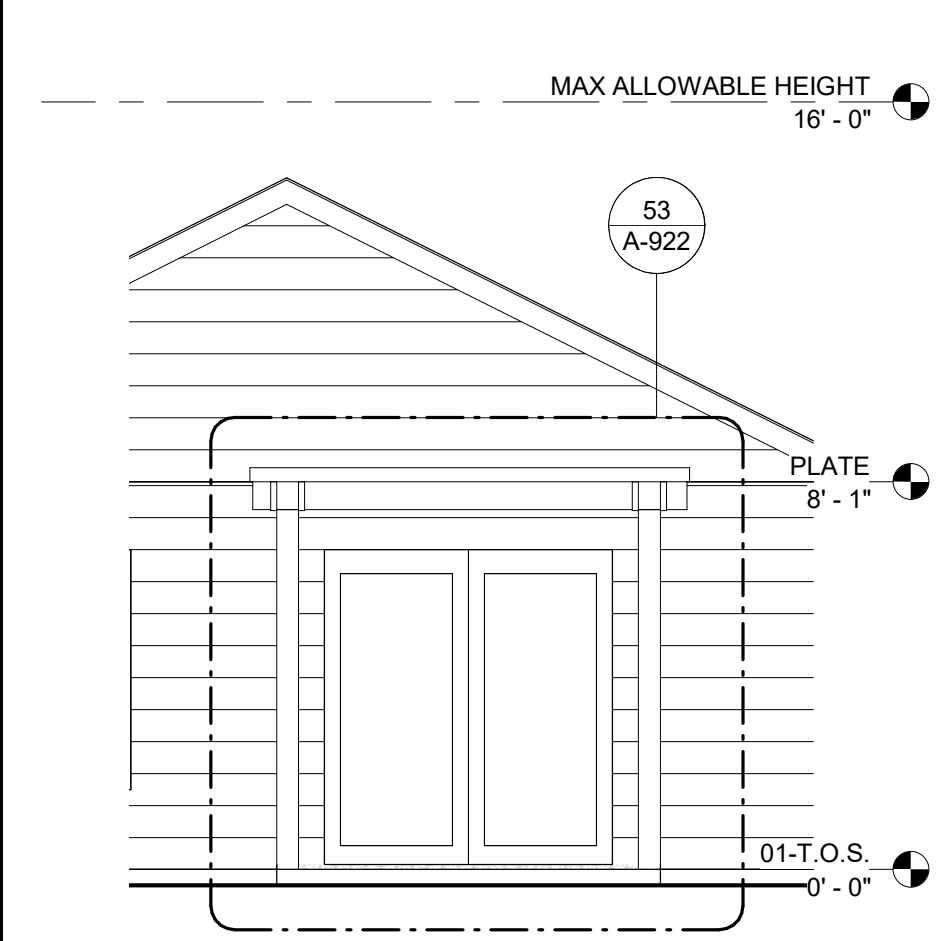 MAX ALLOWABLE HEIGHT
16' - 0"
53
A-922
PLATE
8' - 1"
01-T.O.S.
0' - 0"